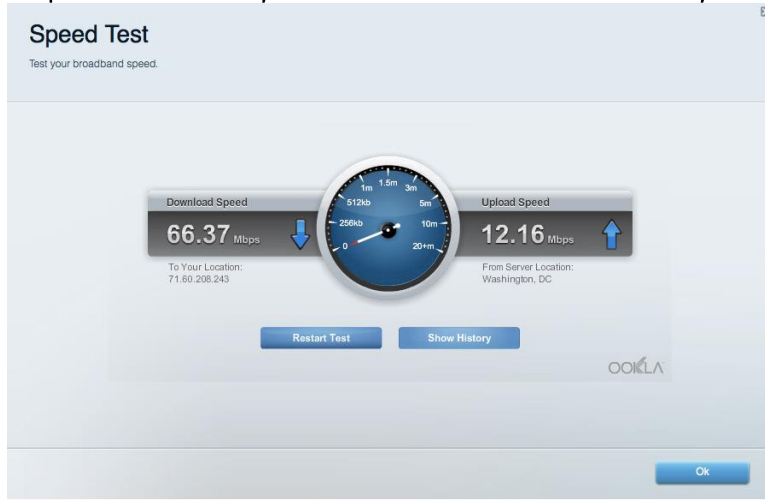 Speed Test
Test your broadband speed.
Download Speed
66.37 Mbps
To Your Location:
71.60.208.243
0
256kb
512kb
1m
1.5m
3m
5m
10m
20+m
Upload Speed
12.16 Mbps
From Server Location:
Washington, DC
Restart Test
Show History
OOKLA
Ok